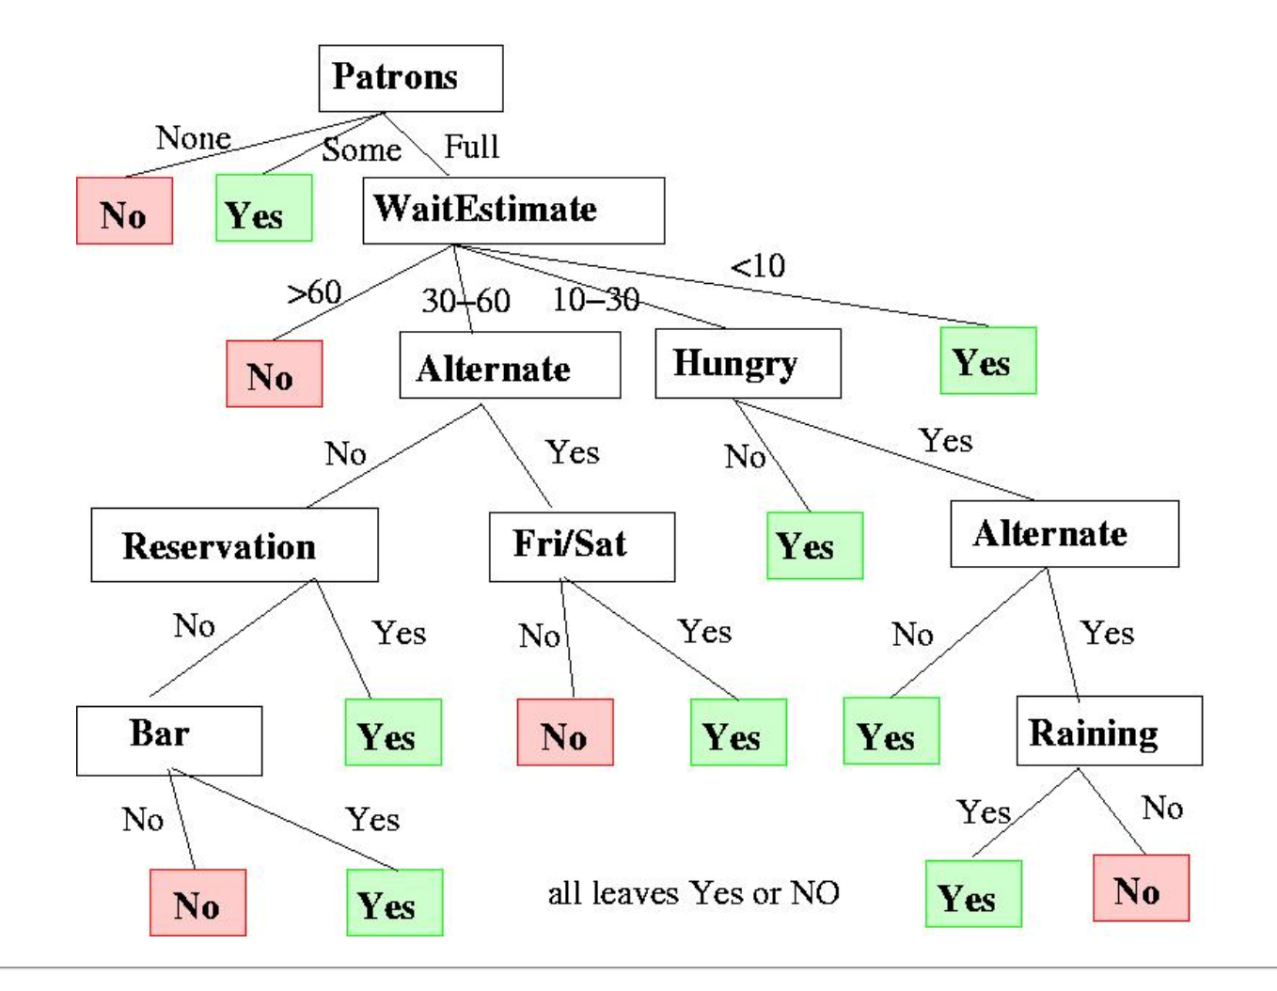 Patrons
None
Some
Full
No
Yes
WaitEstimate
>60
30–60
10–30
<10
No
Alternate
Hungry
Yes
No
Yes
No
Yes
Reservation
Fri/Sat
Yes
Alternate
No
Yes
No
Yes
No
Yes
Bar
Yes
No
Yes
Yes
Raining
No
Yes
Yes
No
No
Yes
all leaves Yes or NO
Yes
No